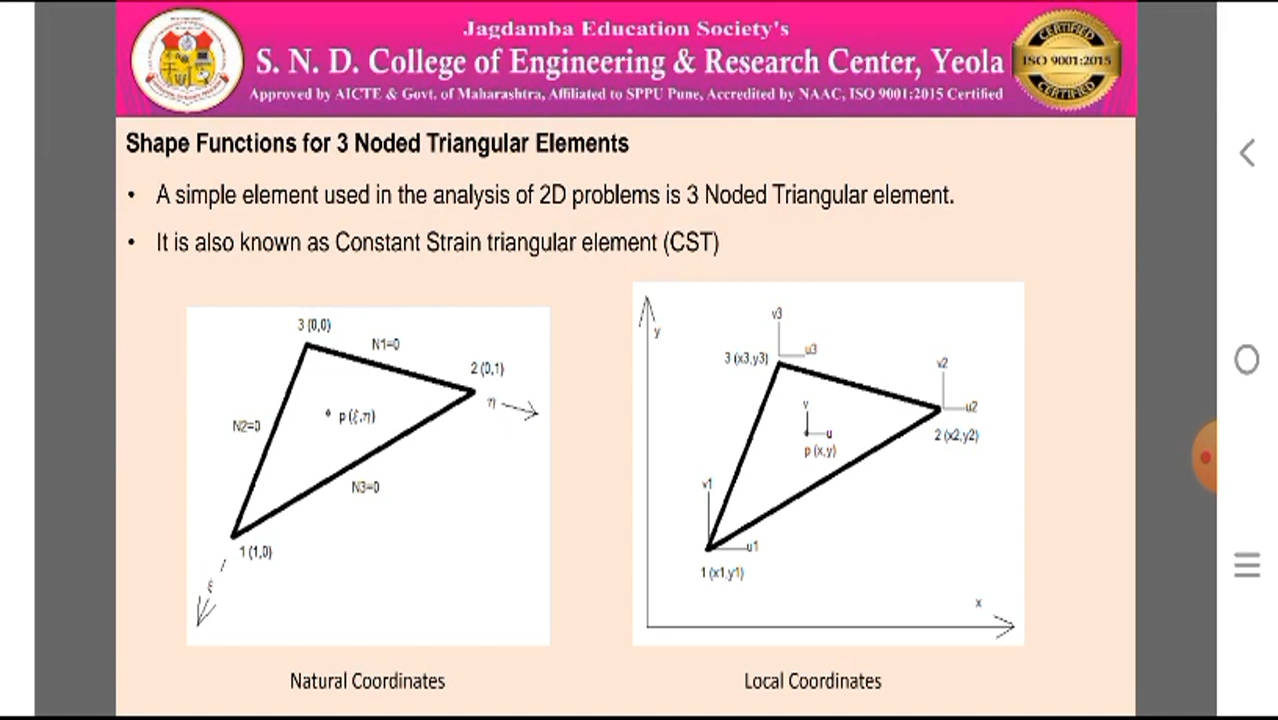 Jagdamba Education Society's
S. N. D. College of Engineering & Research Center, Yeola
Approved by AICTE & Govt. of Maharashtra, Affiliated to SPPU Pune, Accredited by NAAC, ISO 9001:2015 Certified
CERTIFIED
ISO 9001:2015
CERTIFIED
Shape Functions for 3 Noded Triangular Elements
• A simple element used in the analysis of 2D problems is 3 Noded Triangular element.
• It is also known as Constant Strain triangular element (CST)
3 (0,0)
N1=0
2 (0,1)
η
p (ξ,η)
N2=0
N3=0
1 (1,0)
ξ
y
v3
u3
3 (x3,y3)
v2
u2
2 (x2,y2)
v
u
p (x,y)
v1
u1
1 (x1,y1)
x
Natural Coordinates
Local Coordinates